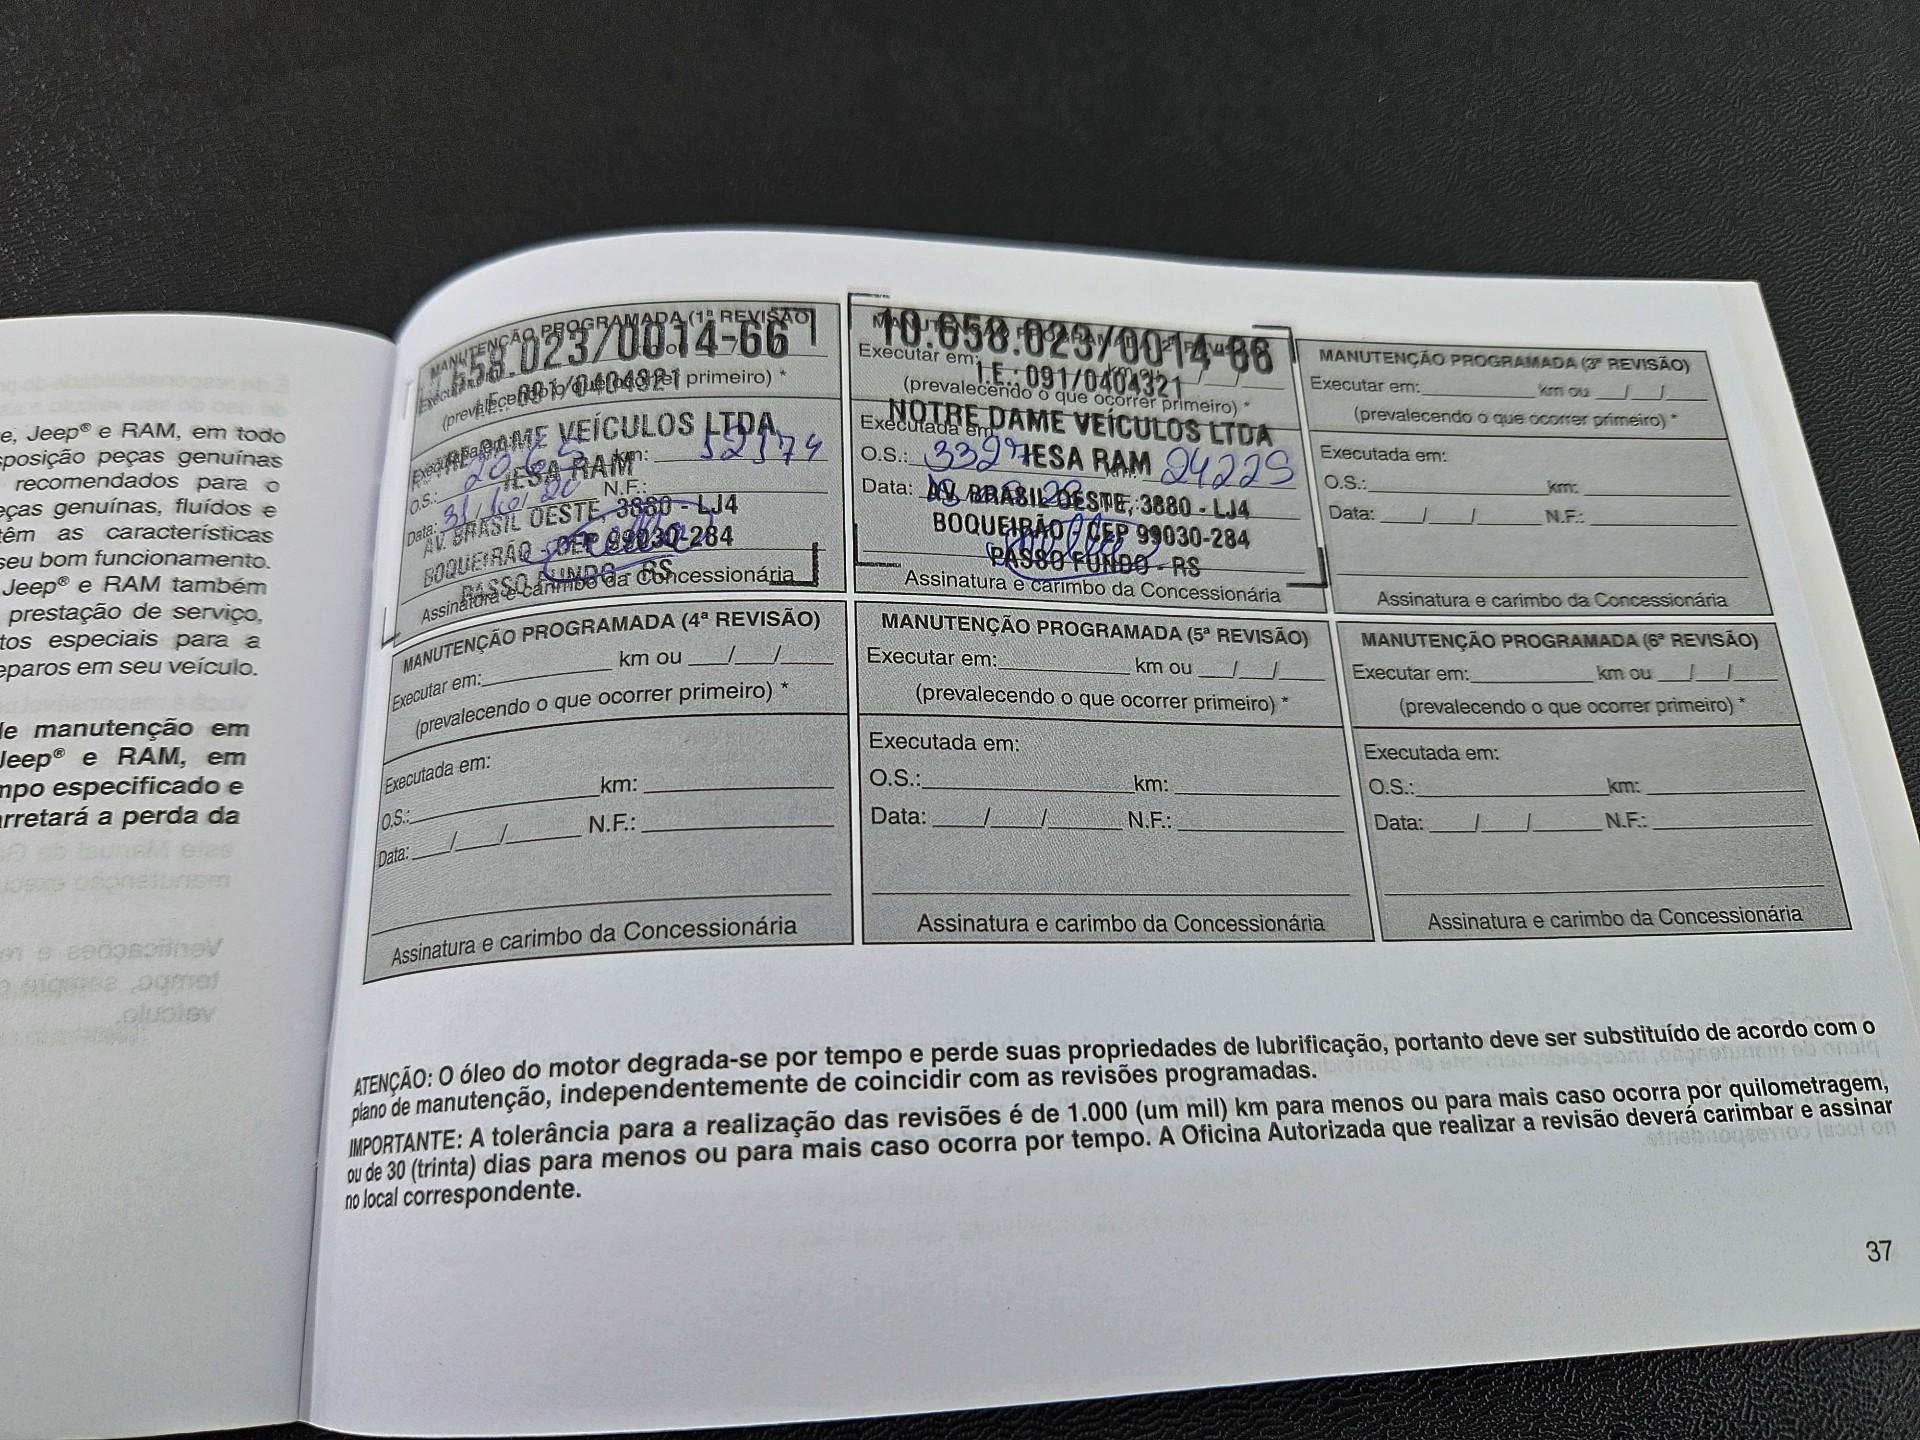 e, Jeep® e RAM, em todo
sposição peças genuínas
recomendados para o
eças genuínas, fluídos e
têm as características
seu bom funcionamento.
Jeep® e RAM também
prestação de serviço,
tos especiais para a
eparos em seu veículo.
de manutenção em
Jeep® e RAM, em
mpo especificado e
arretará a perda da
MANUTENÇÃO PROGRAMADA (1ª REVISÃO)
658.023/0014-66
I.E.: 091/0404321
(prevalecendo o que ocorrer primeiro) *
DAME VEÍCULOS LTDA
IESA RAM
km:
O.S.:
N.F.:
Data: 31/10/
AV. BRASIL OESTE, 3880 - LJ4
BOQUEIRÃO - CEP 99030-284
PASSO FUNDO - RS
Assinatura e carimbo da Concessionária
10.658.023/0014-66
Executar em:
I.E.: 091/0404321
(prevalecendo o que ocorrer primeiro) *
NOTRE DAME VEÍCULOS LTDA
Executada em:
O.S.: 3327 IESA RAM 24229
Data:
AV. BRASIL OESTE, 3880 - LJ4
BOQUEIRÃO - CEP 99030-284
PASSO FUNDO - RS
Assinatura e carimbo da Concessionária
MANUTENÇÃO PROGRAMADA (3ª REVISÃO)
Executar em: km ou / /
(prevalecendo o que ocorrer primeiro) *
Executada em:
O.S.: km:
Data: / / N.F.:
Assinatura e carimbo da Concessionária
MANUTENÇÃO PROGRAMADA (4ª REVISÃO)
Executar em: km ou / /
(prevalecendo o que ocorrer primeiro) *
Executada em:
O.S.: km:
Data: / / N.F.:
Assinatura e carimbo da Concessionária
MANUTENÇÃO PROGRAMADA (5ª REVISÃO)
Executar em: km ou / /
(prevalecendo o que ocorrer primeiro) *
Executada em:
O.S.: km:
Data: / / N.F.:
Assinatura e carimbo da Concessionária
MANUTENÇÃO PROGRAMADA (6ª REVISÃO)
Executar em: km ou / /
(prevalecendo o que ocorrer primeiro) *
Executada em:
O.S.: km:
Data: / / N.F.:
Assinatura e carimbo da Concessionária
ATENÇÃO: O óleo do motor degrada-se por tempo e perde suas propriedades de lubrificação, portanto deve ser substituído de acordo com o
plano de manutenção, independentemente de coincidir com as revisões programadas.
IMPORTANTE: A tolerância para a realização das revisões é de 1.000 (um mil) km para menos ou para mais caso ocorra por quilometragem,
ou de 30 (trinta) dias para menos ou para mais caso ocorra por tempo. A Oficina Autorizada que realizar a revisão deverá carimbar e assinar
no local correspondente.
37